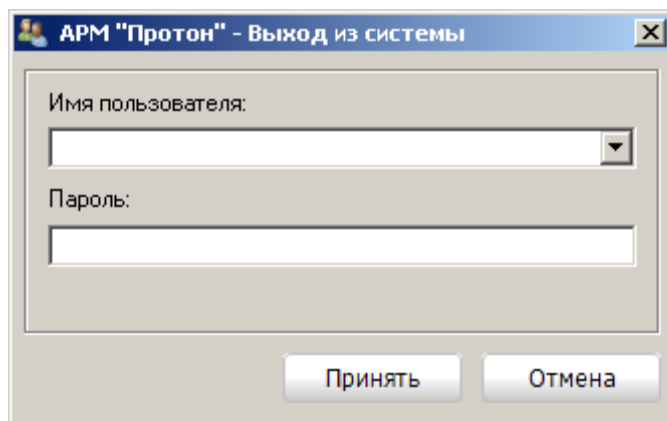 АРМ "Протон" - Выход из системы
Имя пользователя:
Пароль:
Принять Отмена